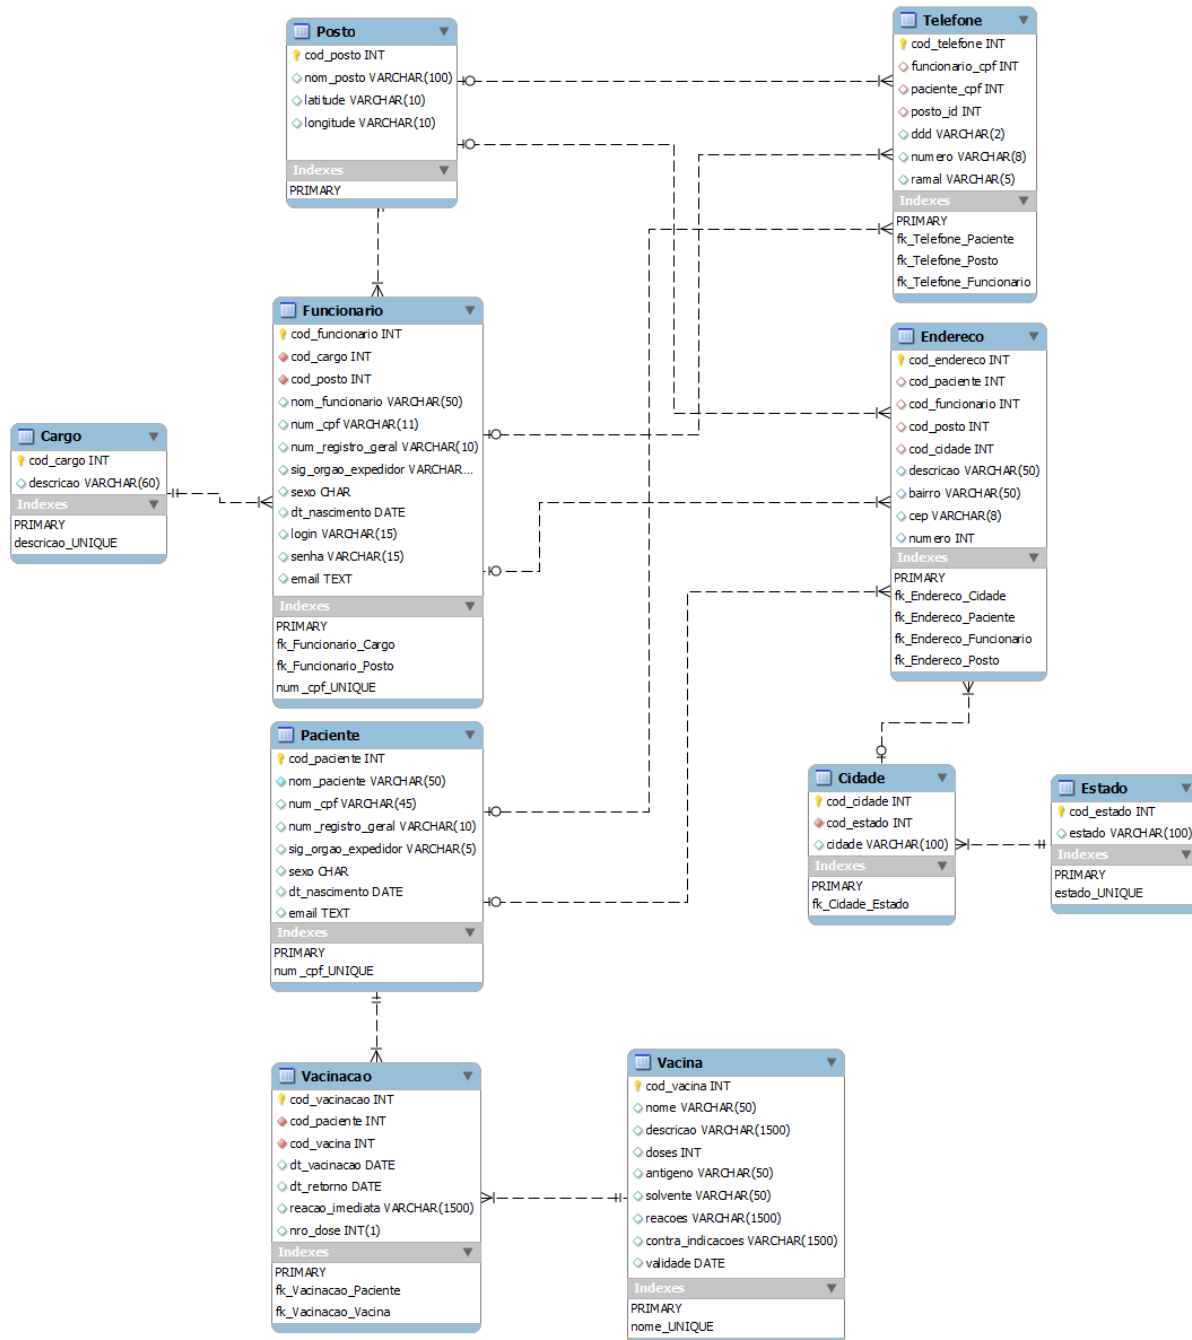 Posto
cod_posto INT
nom_posto VARCHAR(100)
latitude VARCHAR(10)
longitude VARCHAR(10)
Indexes
PRIMARY
Telefone
cod_telefone INT
funcionario_cpf INT
paciente_cpf INT
posto_id INT
ddd VARCHAR(2)
numero VARCHAR(8)
ramal VARCHAR(5)
Indexes
PRIMARY
fk_Telefone_Paciente
fk_Telefone_Posto
fk_Telefone_Funcionario
Funcionario
cod_funcionario INT
cod_cargo INT
cod_posto INT
nom_funcionario VARCHAR(50)
num_cpf VARCHAR(11)
num_registro_geral VARCHAR(10)
sig_orgao_expedidor VARCHAR...
sexo CHAR
dt_nascimento DATE
login VARCHAR(15)
senha VARCHAR(15)
email TEXT
Indexes
PRIMARY
fk_Funcionario_Cargo
fk_Funcionario_Posto
num_cpf_UNIQUE
Endereco
cod_endereco INT
cod_paciente INT
cod_funcionario INT
cod_posto INT
cod_cidade INT
descricao VARCHAR(50)
bairro VARCHAR(50)
cep VARCHAR(8)
numero INT
Indexes
PRIMARY
fk_Endereco_Cidade
fk_Endereco_Paciente
fk_Endereco_Funcionario
fk_Endereco_Posto
Cargo
cod_cargo INT
descricao VARCHAR(60)
Indexes
PRIMARY
descricao_UNIQUE
Paciente
cod_paciente INT
nom_paciente VARCHAR(50)
num_cpf VARCHAR(45)
num_registro_geral VARCHAR(10)
sig_orgao_expedidor VARCHAR(5)
sexo CHAR
dt_nascimento DATE
email TEXT
Indexes
PRIMARY
num_cpf_UNIQUE
Cidade
cod_cidade INT
cod_estado INT
cidade VARCHAR(100)
Indexes
PRIMARY
fk_Cidade_Estado
Estado
cod_estado INT
estado VARCHAR(100)
Indexes
PRIMARY
estado_UNIQUE
Vacinacao
cod_vacinacao INT
cod_paciente INT
cod_vacina INT
dt_vacinacao DATE
dt_retorno DATE
reacao_imediata VARCHAR(1500)
nro_dose INT(1)
Indexes
PRIMARY
fk_Vacinacao_Paciente
fk_Vacinacao_Vacina
Vacina
cod_vacina INT
nome VARCHAR(50)
descricao VARCHAR(1500)
doses INT
antigeno VARCHAR(50)
solvente VARCHAR(50)
reacoes VARCHAR(1500)
contra_indicacoes VARCHAR(1500)
validade DATE
Indexes
PRIMARY
nome_UNIQUE